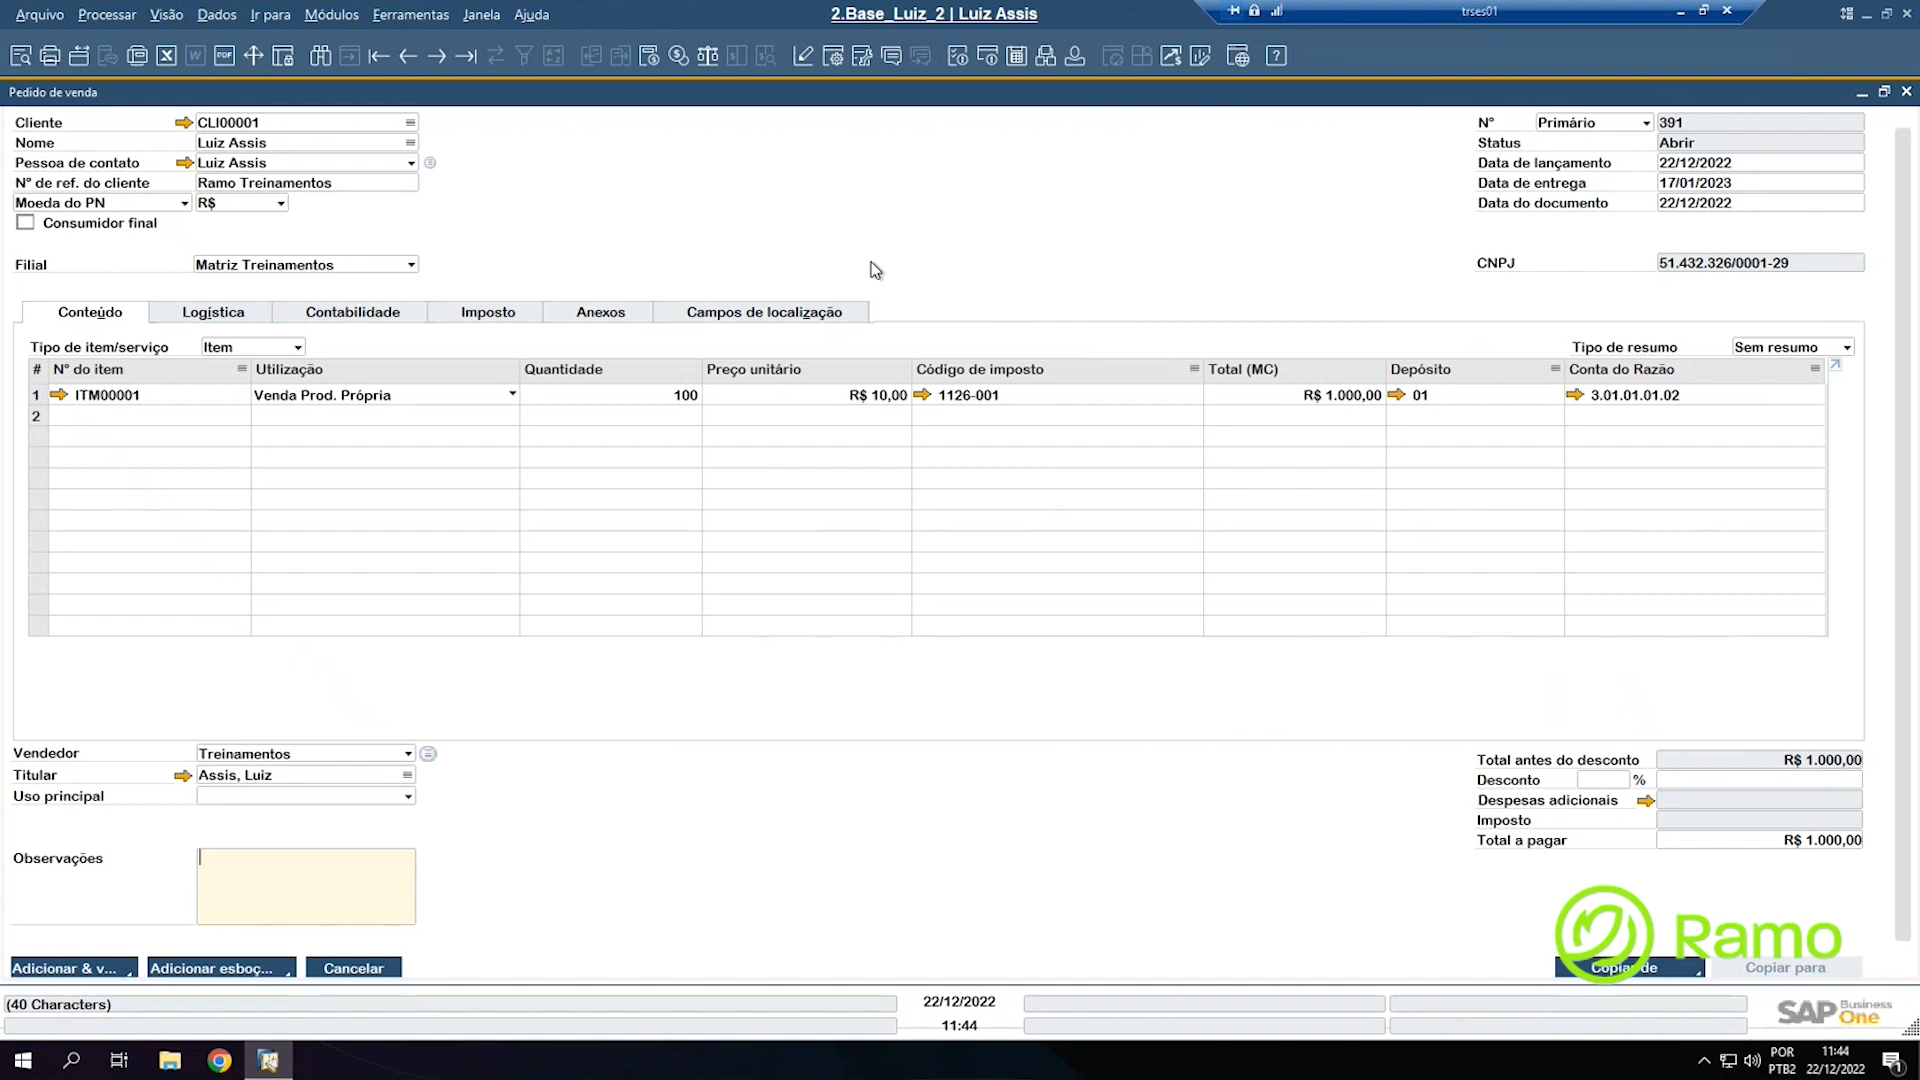 Arquivo Processar Visão Dados Ir para Módulos Ferramentas Janela Ajuda
2.Base_Luiz_2 | Luiz Assis
trses01
Pedido de venda
Cliente CLI00001
Nome Luiz Assis
Pessoa de contato Luiz Assis
N° de ref. do cliente Ramo Treinamentos
Moeda do PN R$
Consumidor final
Filial Matriz Treinamentos
N° Primário 391
Status Abrir
Data de lançamento 22/12/2022
Data de entrega 17/01/2023
Data do documento 22/12/2022
CNPJ 51.432.326/0001-29
Conteúdo Logística Contabilidade Imposto Anexos Campos de localização
Tipo de item/serviço Item
Tipo de resumo Sem resumo
# N° do item Utilização Quantidade Preço unitário Código de imposto Total (MC) Depósito Conta do Razão
1 ITM00001 Venda Prod. Própria 100 R$ 10,00 1126-001 R$ 1.000,00 01 3.01.01.01.02
2
Vendedor Treinamentos
Titular Assis, Luiz
Uso principal
Observações
Total antes do desconto R$ 1.000,00
Desconto %
Despesas adicionais
Imposto
Total a pagar R$ 1.000,00
Ramo
Adicionar & v... Adicionar esboç... Cancelar
Copiar de Copiar para
(40 Characters)
22/12/2022
11:44
SAP Business One
POR
PTB2
11:44
22/12/2022
1